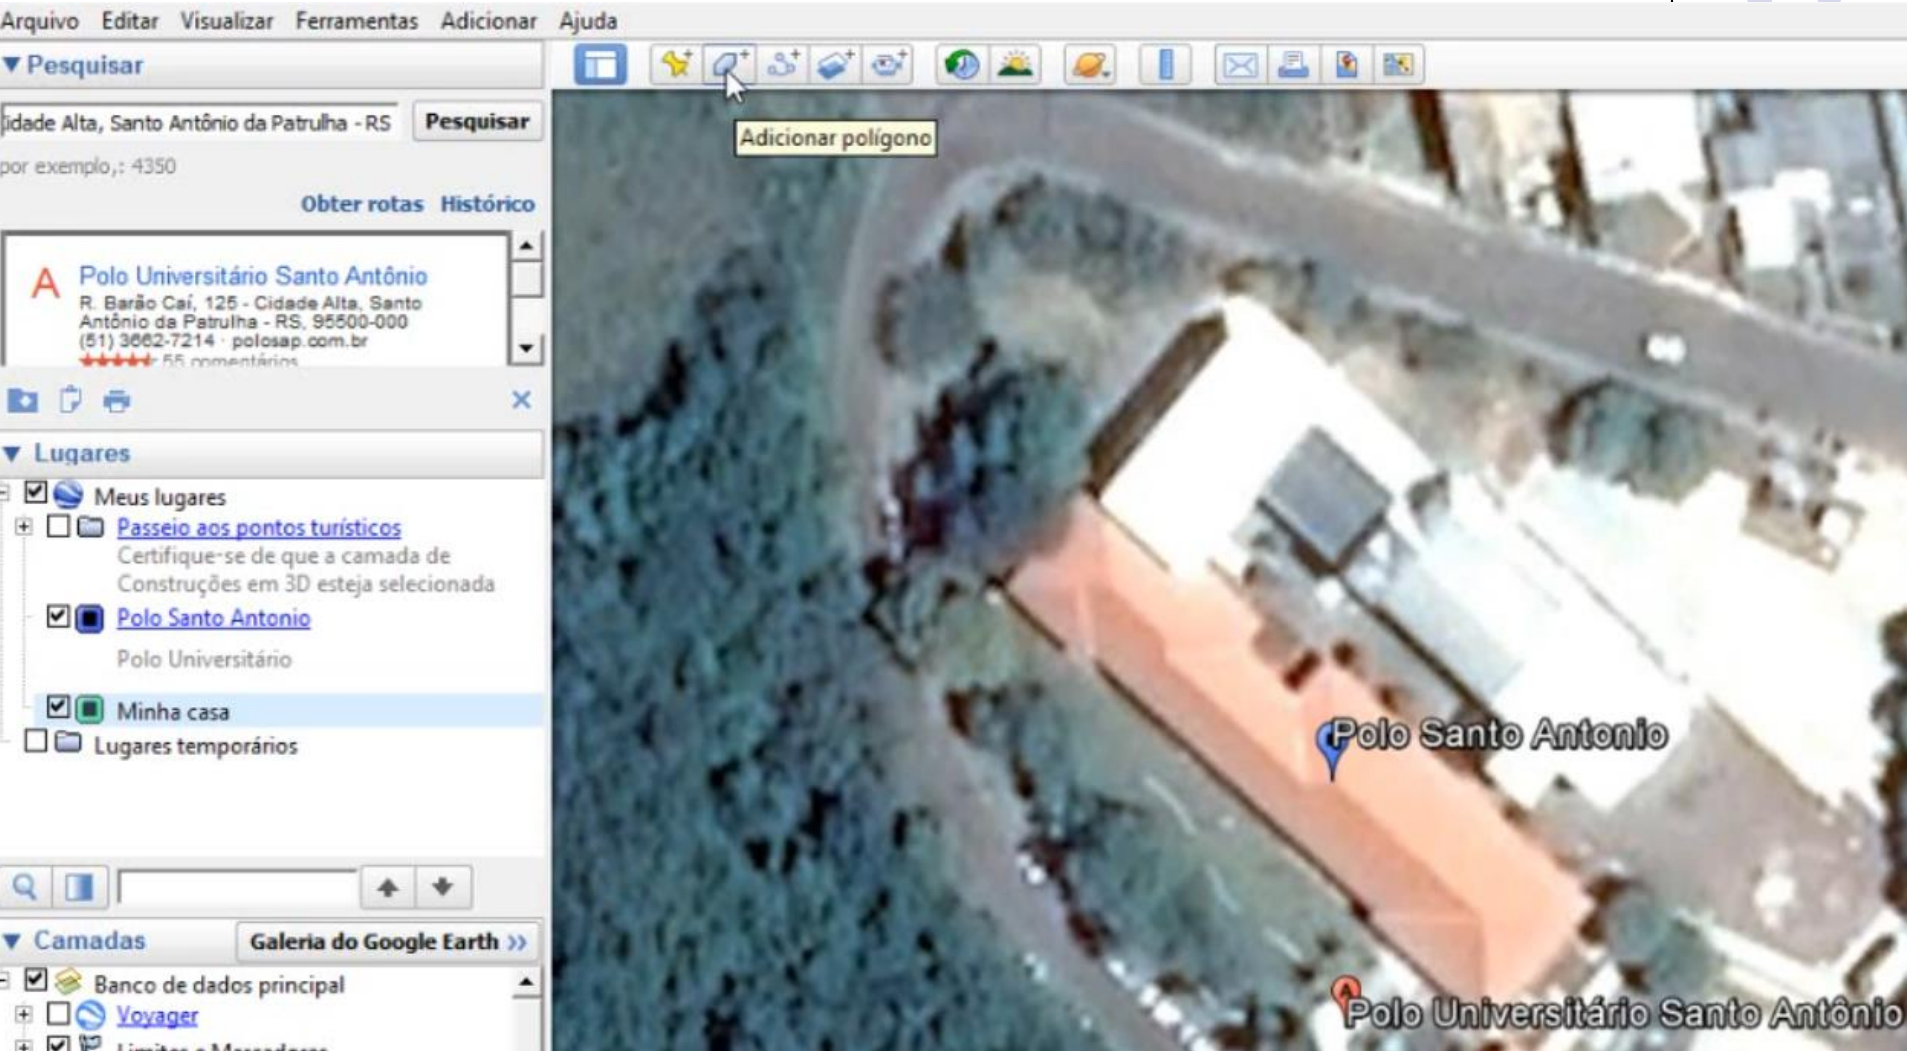 Arquivo Editar Visualizar Ferramentas Adicionar Ajuda
Pesquisar
idade Alta, Santo Antônio da Patrulha - RS Pesquisar
por exemplo,: 4350
Obter rotas Histórico
A Polo Universitário Santo Antônio
R. Barão Caí, 125 - Cidade Alta, Santo
Antônio da Patrulha - RS, 95500-000
(51) 3662-7214 · polosap.com.br
55 comentários
Lugares
Meus lugares
Passeio aos pontos turísticos
Certifique-se de que a camada de
Construções em 3D esteja selecionada
Polo Santo Antonio
Polo Universitário
Minha casa
Lugares temporários
Camadas Galeria do Google Earth >>
Banco de dados principal
Voyager
Limites e Marcadores
Adicionar polígono
Polo Santo Antonio
A
Polo Universitário Santo Antônio